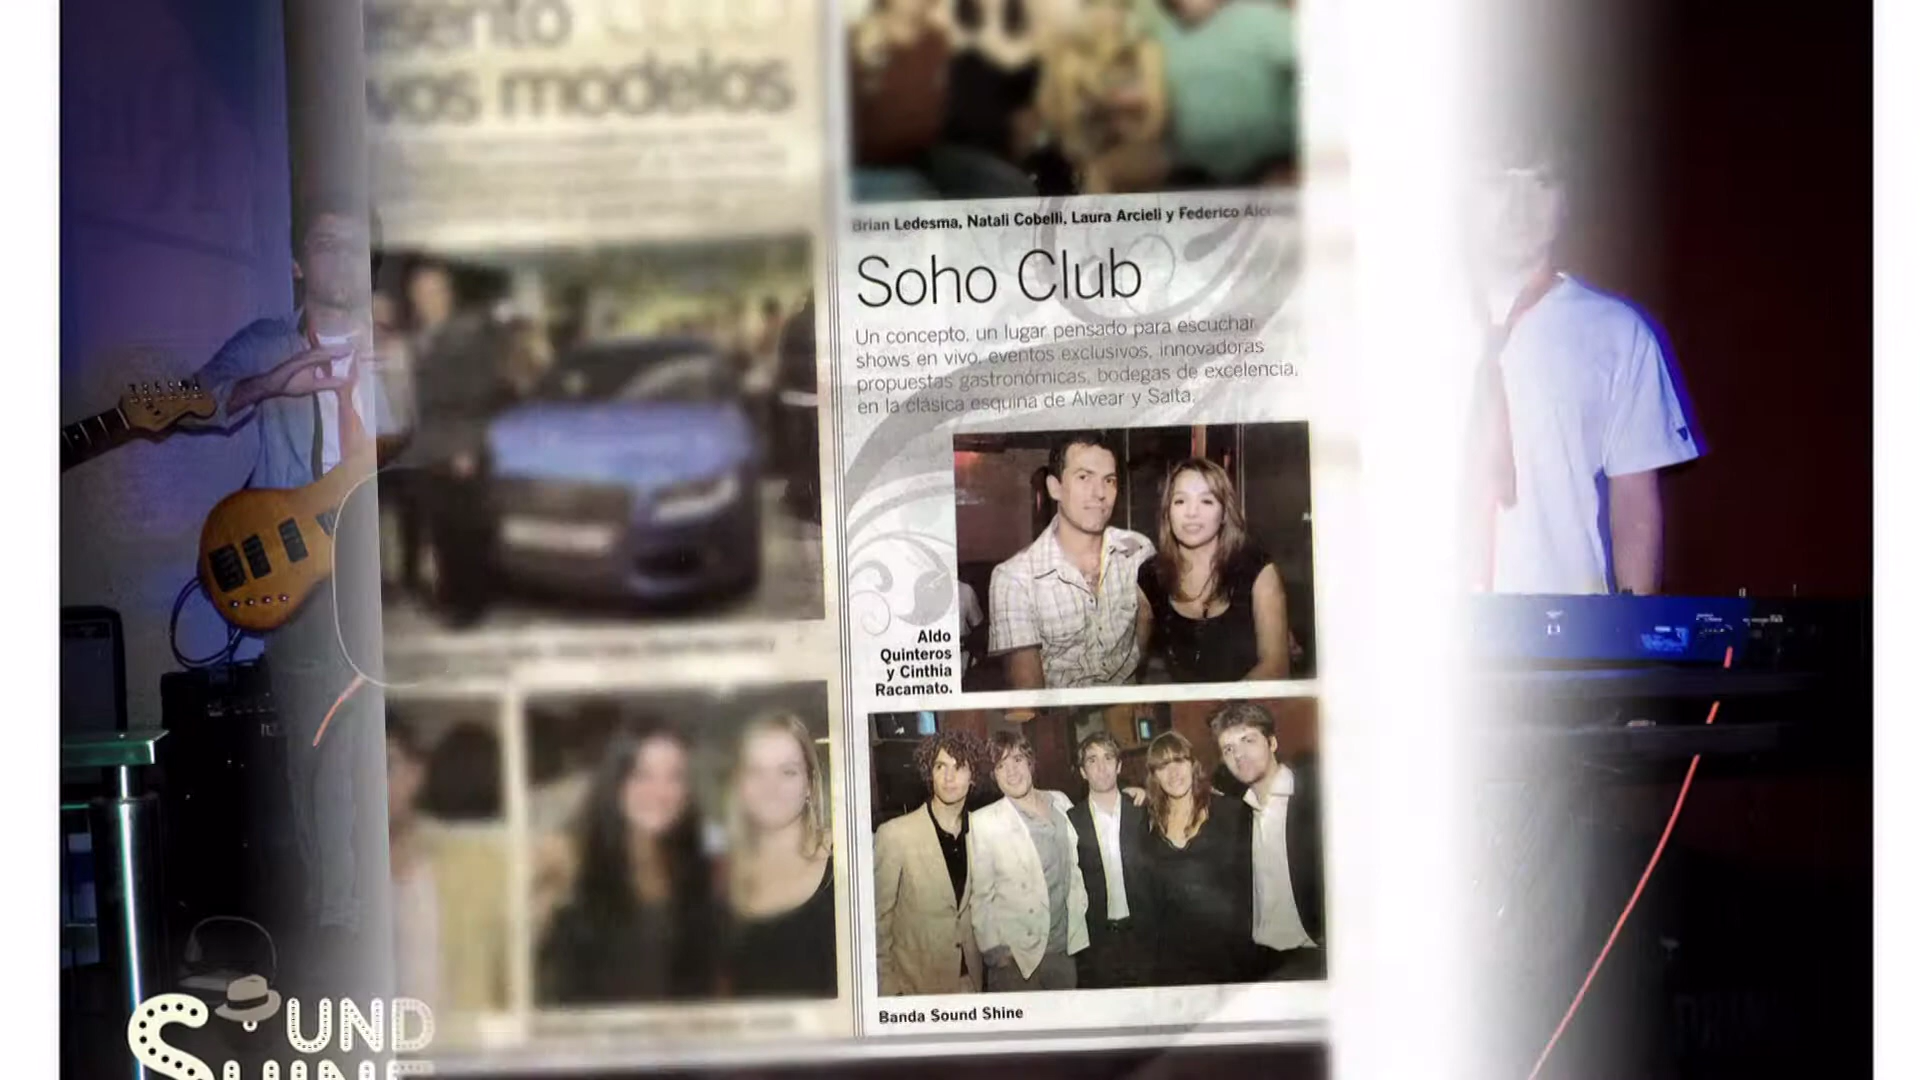 vos modelos
Brian Ledesma, Natali Cobelli, Laura Arcieli y Federico
Soho Club
Un concepto, un lugar pensado para escuchar
shows en vivo, eventos exclusivos, innovadoras
propuestas gastronómicas, bodegas de excelencia,
en la clásica esquina de Alvear y Salta.
Aldo
Quinteros
y Cinthia
Racamato.
Banda Sound Shine
SOUND
SHINE